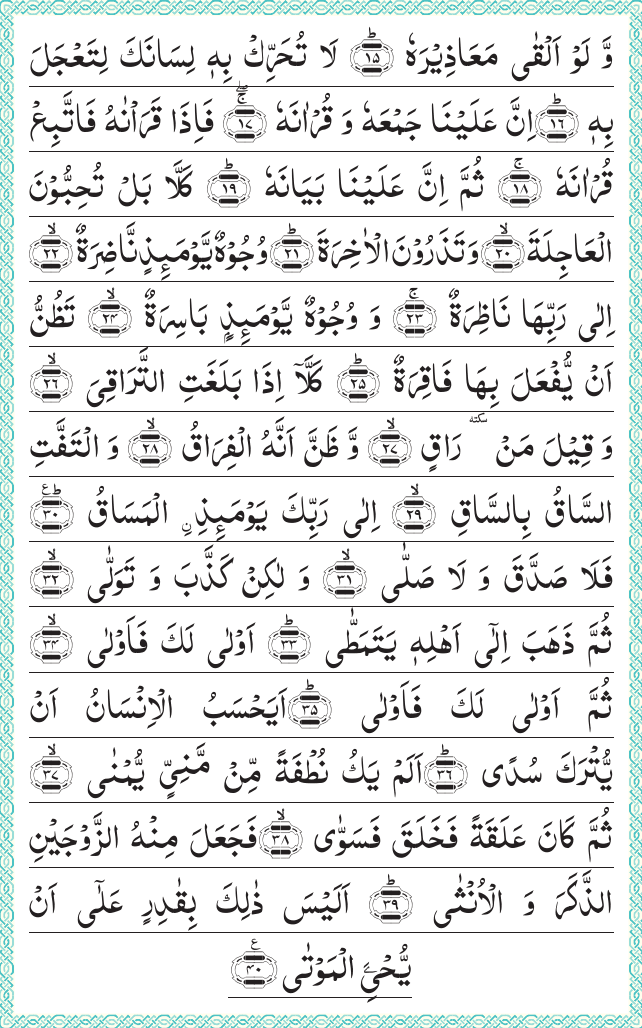 وَّ لَوْ اَلْقٰى مَعَاذِيْرَهٗ ؕ﴿۱۵﴾ لَا تُحَرِّكْ بِهٖ لِسَانَكَ لِتَعْجَلَ
بِهٖ ؕ﴿۱۶﴾ اِنَّ عَلَيْنَا جَمْعَهٗ وَ قُرْاٰنَهٗ ۚۖ﴿۱۷﴾ فَاِذَا قَرَاْنٰهُ فَاتَّبِعْ
قُرْاٰنَهٗ ۚ﴿۱۸﴾ ثُمَّ اِنَّ عَلَيْنَا بَيَانَهٗ ؕ﴿۱۹﴾ كَلَّا بَلْ تُحِبُّوْنَ
الْعَاجِلَةَ ۙ﴿۲۰﴾ وَ تَذَرُوْنَ الْاٰخِرَةَ ؕ﴿۲۱﴾ وُجُوْهٌ يَّوْمَىِٕذٍ نَّاضِرَةٌ ۙ﴿۲۲﴾
اِلٰى رَبِّهَا نَاظِرَةٌ ۚ﴿۲۳﴾ وَ وُجُوْهٌ يَّوْمَىِٕذٍۭ بَاسِرَةٌ ۙ﴿۲۴﴾ تَظُنُّ
اَنْ يُّفْعَلَ بِهَا فَاقِرَةٌ ؕ﴿۲۵﴾ كَلَّاۤ اِذَا بَلَغَتِ التَّرَاقِيَ ۙ﴿۲۶﴾
وَ قِيْلَ مَنْ ٚ سكته رَاقٍ ۙ﴿۲۷﴾ وَّ ظَنَّ اَنَّهُ الْفِرَاقُ ۙ﴿۲۸﴾ وَ الْتَفَّتِ
السَّاقُ بِالسَّاقِ ۙ﴿۲۹﴾ اِلٰى رَبِّكَ يَوْمَىِٕذِ ِ۟الْمَسَاقُ ؕ۠﴿۳۰﴾
فَلَا صَدَّقَ وَ لَا صَلّٰى ۙ﴿۳۱﴾ وَ لٰكِنْ كَذَّبَ وَ تَوَلّٰى ۙ﴿۳۲﴾
ثُمَّ ذَهَبَ اِلٰۤى اَهْلِهٖ يَتَمَطّٰى ؕ﴿۳۳﴾ اَوْلٰى لَكَ فَاَوْلٰى ۙ﴿۳۴﴾
ثُمَّ اَوْلٰى لَكَ فَاَوْلٰى ؕ﴿۳۵﴾ اَيَحْسَبُ الْاِنْسَانُ اَنْ
يُّتْرَكَ سُدًى ؕ﴿۳۶﴾ اَلَمْ يَكُ نُطْفَةً مِّنْ مَّنِيٍّ يُّمْنٰى ۙ﴿۳۷﴾
ثُمَّ كَانَ عَلَقَةً فَخَلَقَ فَسَوّٰى ۙ﴿۳۸﴾ فَجَعَلَ مِنْهُ الزَّوْجَيْنِ
الذَّكَرَ وَ الْاُنْثٰى ؕ﴿۳۹﴾ اَلَيْسَ ذٰلِكَ بِقٰدِرٍ عَلٰۤى اَنْ
يُّحْيِۦَ الْمَوْتٰى ۠﴿۴۰﴾